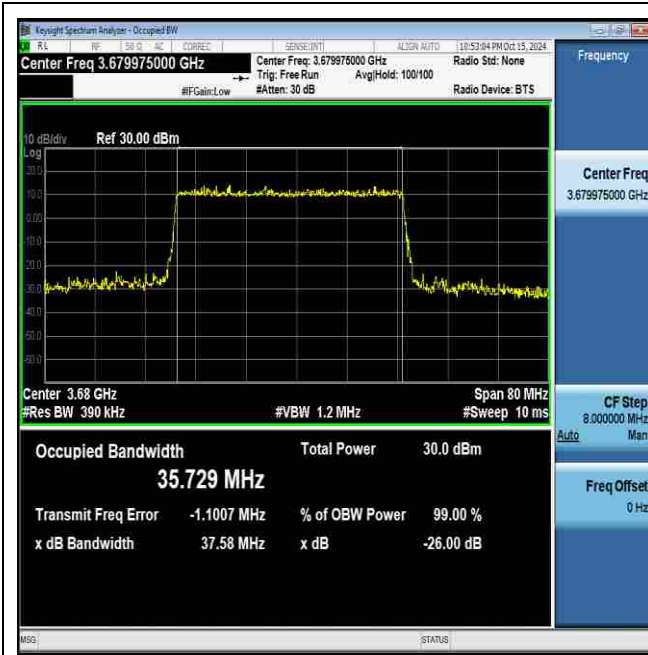 Keysight Spectrum Analyzer - Occupied BW
RL RF 50 Ω AC CORREC SENSE:INT ALIGN AUTO 10:53:04 PM Oct 15, 2024
Center Freq 3.679975000 GHz
Center Freq: 3.679975000 GHz Radio Std: None
Trig: Free Run Avg|Hold: 100/100
#IFGain:Low #Atten: 30 dB Radio Device: BTS
10 dB/div Ref 30.00 dBm
Log
20.0
10.0
0.00
-10.0
-20.0
-30.0
-40.0
-50.0
-60.0
Center 3.68 GHz Span 80 MHz
#Res BW 390 kHz #VBW 1.2 MHz #Sweep 10 ms
Occupied Bandwidth Total Power 30.0 dBm
35.729 MHz
Transmit Freq Error -1.1007 MHz % of OBW Power 99.00 %
x dB Bandwidth 37.58 MHz x dB -26.00 dB
MSG STATUS
Frequency
Center Freq
3.679975000 GHz
CF Step
8.000000 MHz
Auto Man
Freq Offset
0 Hz